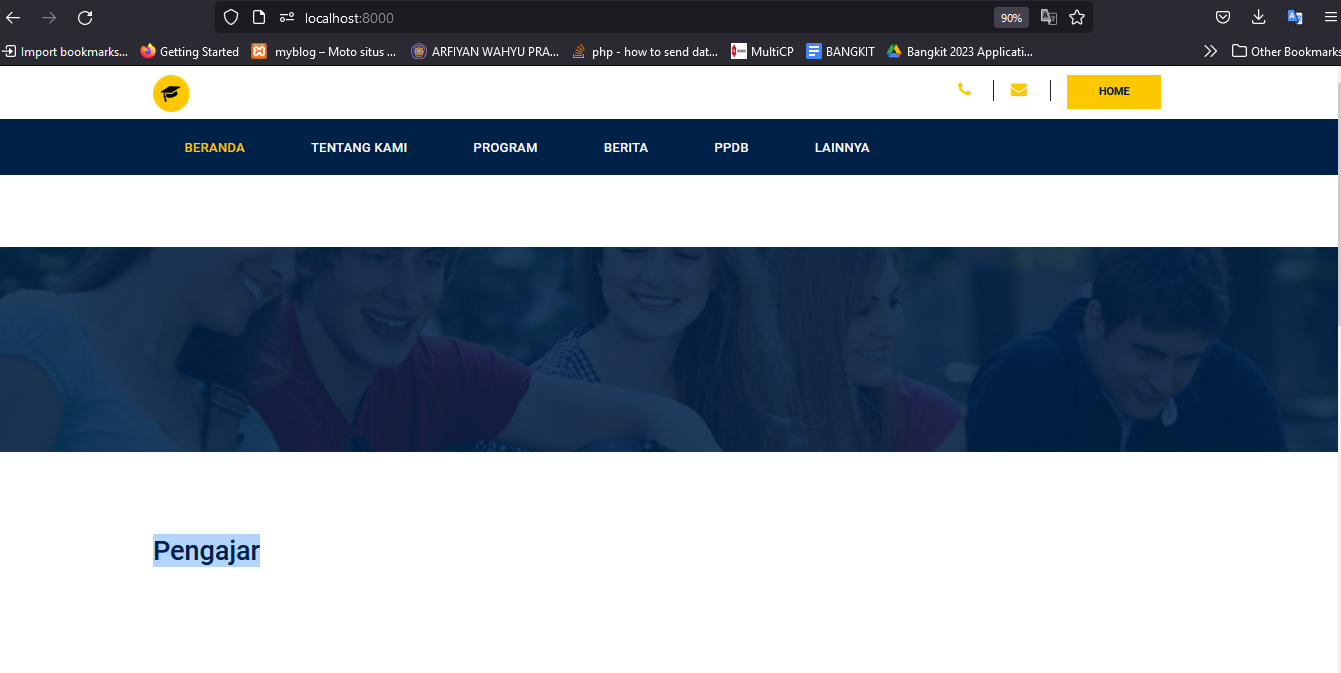 localhost:8000
90%
Import bookmarks...
Getting Started
myblog – Moto situs ...
ARFIYAN WAHYU PRA...
php - how to send dat...
MultiCP
BANGKIT
Bangkit 2023 Applicati...
Other Bookmarks
HOME
BERANDA
TENTANG KAMI
PROGRAM
BERITA
PPDB
LAINNYA
Pengajar